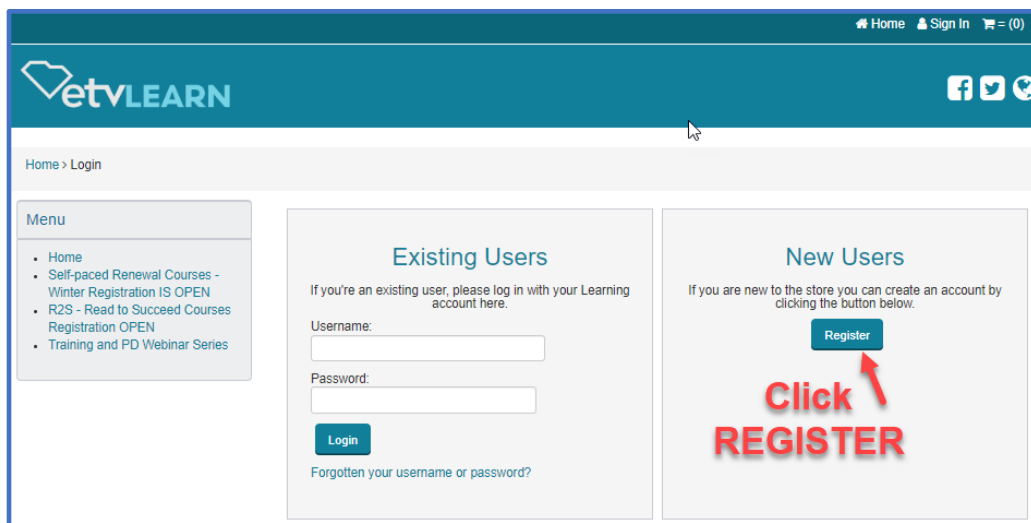 Home Sign In = (0)
etvLEARN
Home > Login
Menu
Home
Self-paced Renewal Courses -
Winter Registration IS OPEN
R2S - Read to Succeed Courses
Registration OPEN
Training and PD Webinar Series
Existing Users
If you're an existing user, please log in with your Learning
account here.
Username:
Password:
Login
Forgotten your username or password?
New Users
If you are new to the store you can create an account by
clicking the button below.
Register
Click
REGISTER